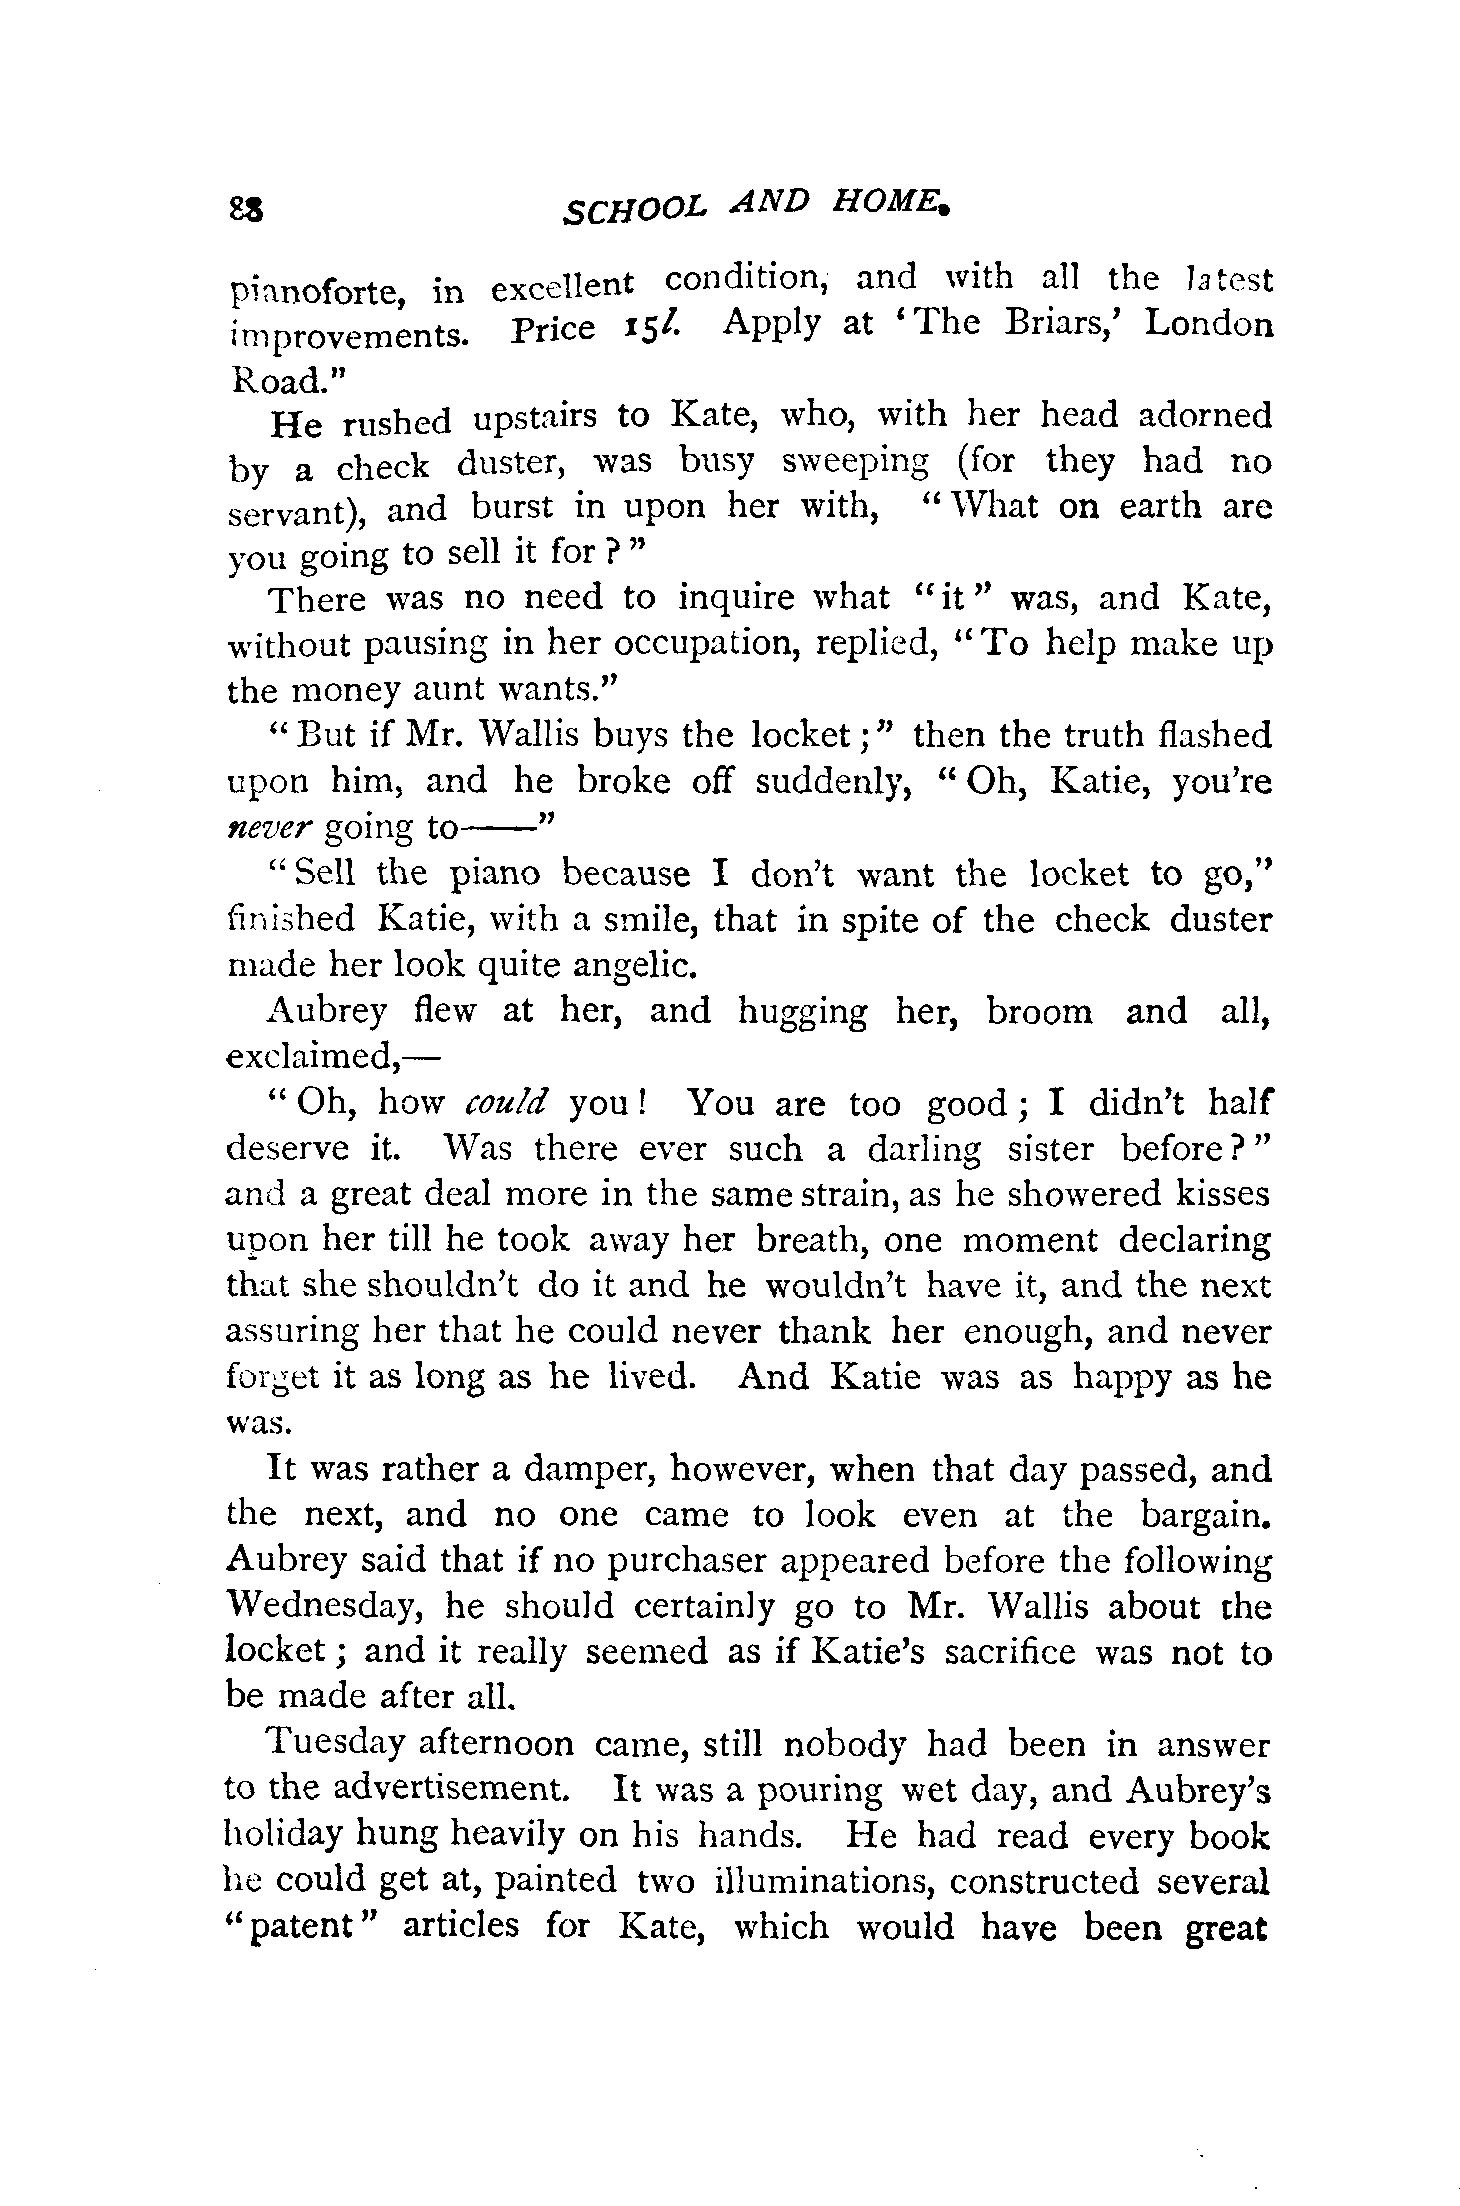 88 SCHOOL AND HOME.
pianoforte, in excellent condition, and with all the latest
improvements. Price 15l. Apply at ‘The Briars,’ London
Road.”
He rushed upstairs to Kate, who, with her head adorned
by a check duster, was busy sweeping (for they had no
servant), and burst in upon her with, “What on earth are
you going to sell it for?”
There was no need to inquire what “it” was, and Kate,
without pausing in her occupation, replied, “To help make up
the money aunt wants.”
“But if Mr. Wallis buys the locket;” then the truth flashed
upon him, and he broke off suddenly, “Oh, Katie, you’re
never going to——”
“Sell the piano because I don’t want the locket to go,”
finished Katie, with a smile, that in spite of the check duster
made her look quite angelic.
Aubrey flew at her, and hugging her, broom and all,
exclaimed,—
“Oh, how could you! You are too good; I didn’t half
deserve it. Was there ever such a darling sister before?”
and a great deal more in the same strain, as he showered kisses
upon her till he took away her breath, one moment declaring
that she shouldn’t do it and he wouldn’t have it, and the next
assuring her that he could never thank her enough, and never
forget it as long as he lived. And Katie was as happy as he
was.
It was rather a damper, however, when that day passed, and
the next, and no one came to look even at the bargain.
Aubrey said that if no purchaser appeared before the following
Wednesday, he should certainly go to Mr. Wallis about the
locket; and it really seemed as if Katie’s sacrifice was not to
be made after all.
Tuesday afternoon came, still nobody had been in answer
to the advertisement. It was a pouring wet day, and Aubrey’s
holiday hung heavily on his hands. He had read every book
he could get at, painted two illuminations, constructed several
“patent” articles for Kate, which would have been great